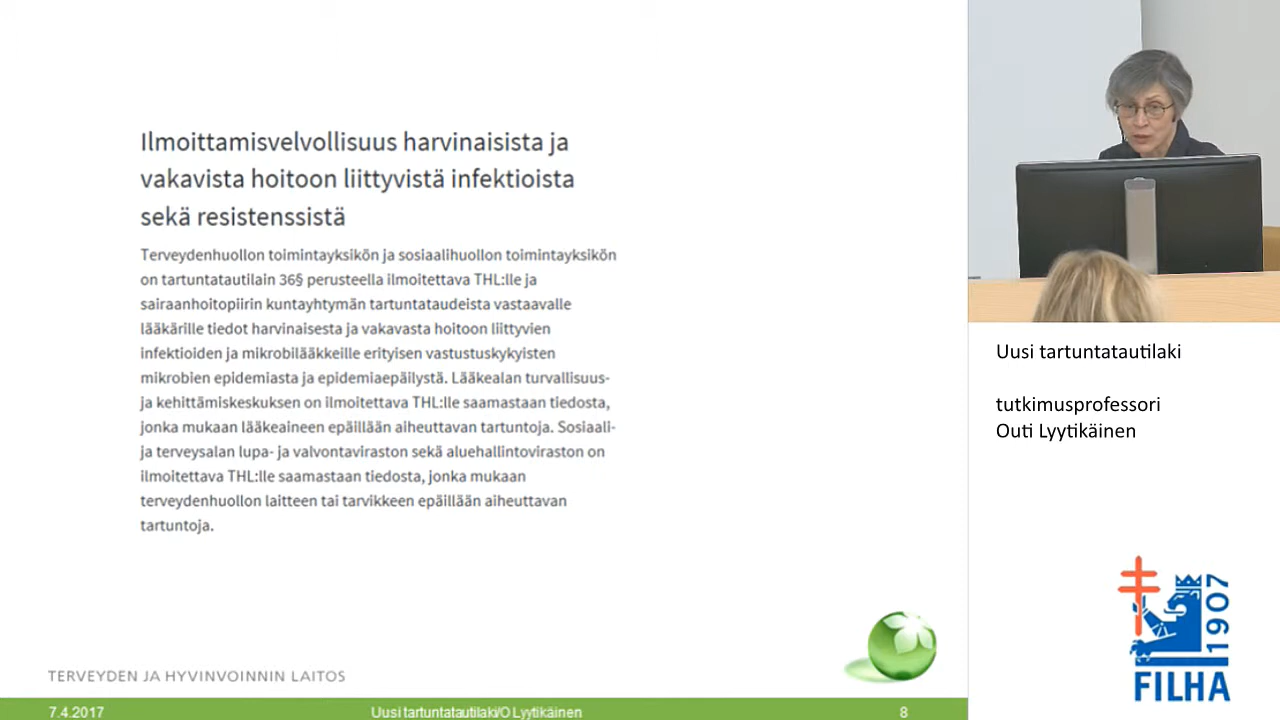 Ilmoittamisvelvollisuus harvinaisista ja
vakavista hoitoon liittyvistä infektioista
sekä resistenssistä
Terveydenhuollon toimintayksikön ja sosiaalihuollon toimintayksikön
on tartuntatautilain 36§ perusteella ilmoitettava THL:lle ja
sairaanhoitopiirin kuntayhtymän tartuntataudeista vastaavalle
lääkärille tiedot harvinaisesta ja vakavasta hoitoon liittyvien
infektioiden ja mikrobilääkkeille erityisen vastustuskykyisten
mikrobien epidemiasta ja epidemiaepäilystä. Lääkealan turvallisuus-
ja kehittämiskeskuksen on ilmoitettava THL:lle saamastaan tiedosta,
jonka mukaan lääkeaineen epäillään aiheuttavan tartuntoja. Sosiaali-
ja terveysalan lupa- ja valvontaviraston sekä aluehallintoviraston on
ilmoitettava THL:lle saamastaan tiedosta, jonka mukaan
terveydenhuollon laitteen tai tarvikkeen epäillään aiheuttavan
tartuntoja.
TERVEYDEN JA HYVINVOINNIN LAITOS
7.4.2017
Uusi tartuntatautilaki/O Lyytikäinen
8
Uusi tartuntatautilaki
tutkimusprofessori
Outi Lyytikäinen
1907
FILHA